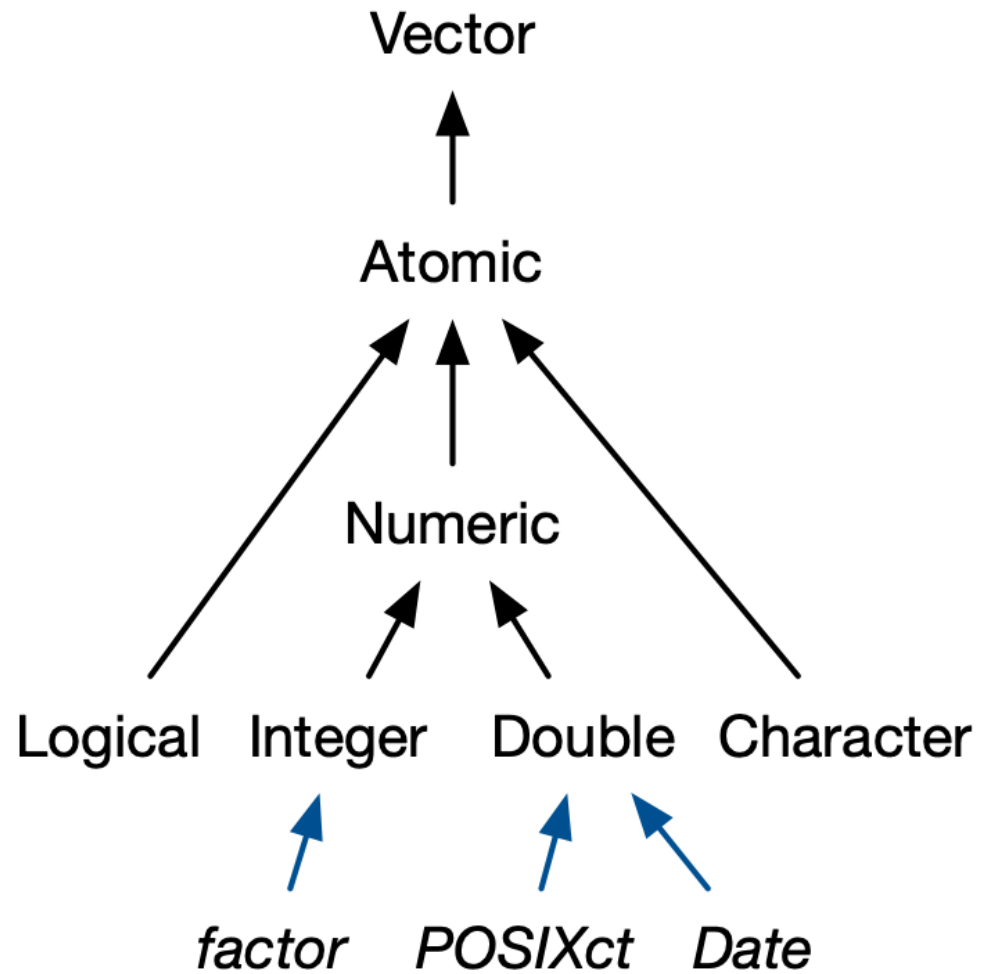 Vector
Atomic
Numeric
Logical Integer Double Character
factor POSIXct Date